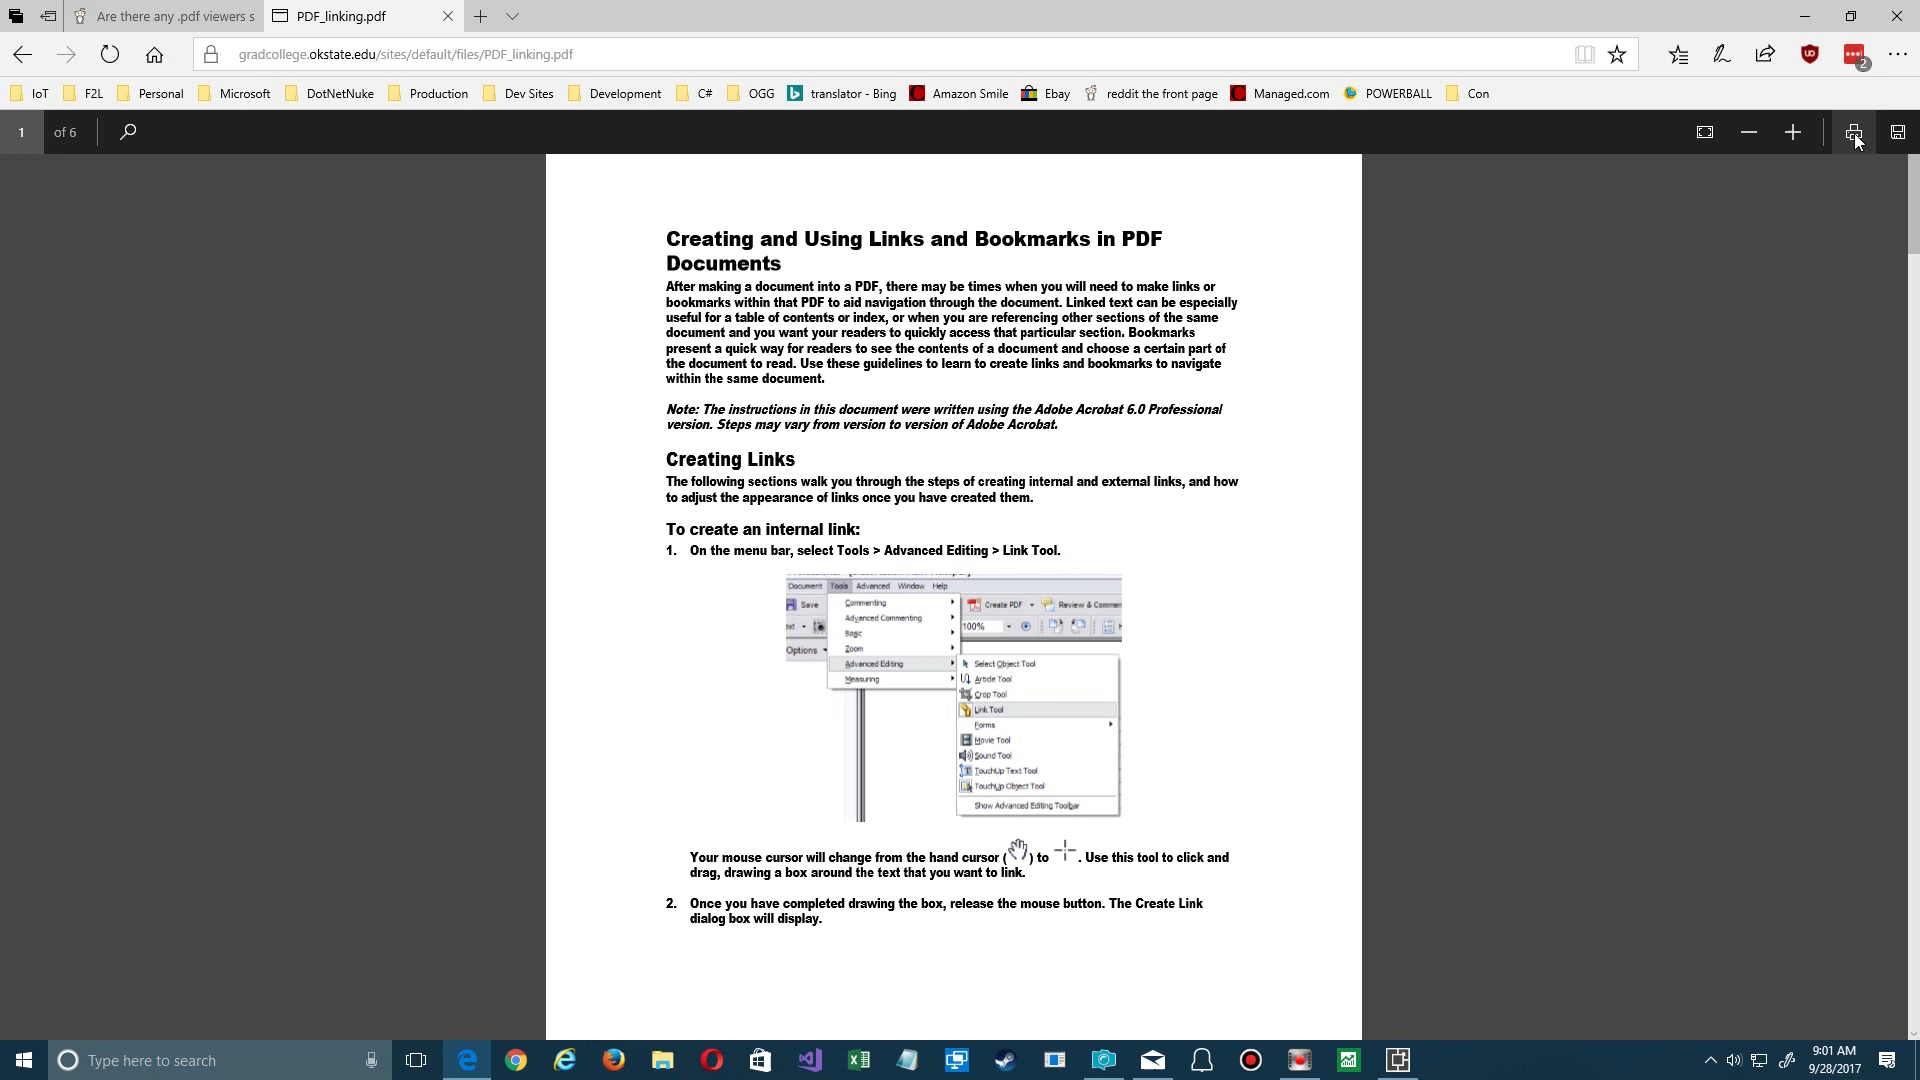 Are there any .pdf viewers s
PDF_linking.pdf
gradcollege.okstate.edu/sites/default/files/PDF_linking.pdf
2
IoT F2L Personal Microsoft DotNetNuke Production Dev Sites Development C# OGG translator - Bing Amazon Smile Ebay reddit the front page Managed.com POWERBALL Con
1 of 6
Creating and Using Links and Bookmarks in PDF
Documents
After making a document into a PDF, there may be times when you will need to make links or
bookmarks within that PDF to aid navigation through the document. Linked text can be especially
useful for a table of contents or index, or when you are referencing other sections of the same
document and you want your readers to quickly access that particular section. Bookmarks
present a quick way for readers to see the contents of a document and choose a certain part of
the document to read. Use these guidelines to learn to create links and bookmarks to navigate
within the same document.
Note: The instructions in this document were written using the Adobe Acrobat 6.0 Professional
version. Steps may vary from version to version of Adobe Acrobat.
Creating Links
The following sections walk you through the steps of creating internal and external links, and how
to adjust the appearance of links once you have created them.
To create an internal link:
1. On the menu bar, select Tools > Advanced Editing > Link Tool.
Document Tools Advanced Window Help
Save
Create PDF
Review & Commen
ext
100%
Options
Commenting
Advanced Commenting
Basic
Zoom
Advanced Editing
Measuring
Select Object Tool
Article Tool
Crop Tool
Link Tool
Forms
Movie Tool
Sound Tool
TouchUp Text Tool
TouchUp Object Tool
Show Advanced Editing Toolbar
Your mouse cursor will change from the hand cursor ( ) to . Use this tool to click and
drag, drawing a box around the text that you want to link.
2. Once you have completed drawing the box, release the mouse button. The Create Link
dialog box will display.
Type here to search
9:01 AM
9/28/2017